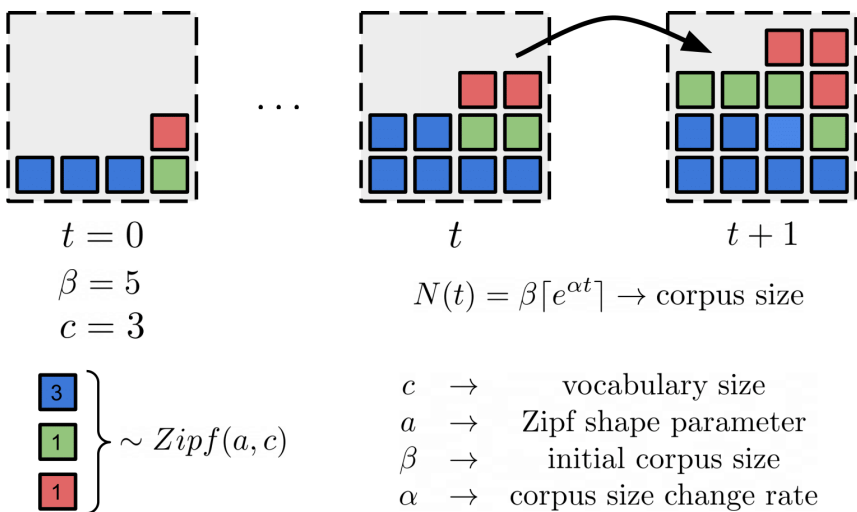 . . .
t = 0
t
t + 1
β = 5
c = 3
N(t) = β⌈e^{αt}⌉ → corpus size
3
1
1
∼ Zipf(a, c)
c → vocabulary size
a → Zipf shape parameter
β → initial corpus size
α → corpus size change rate